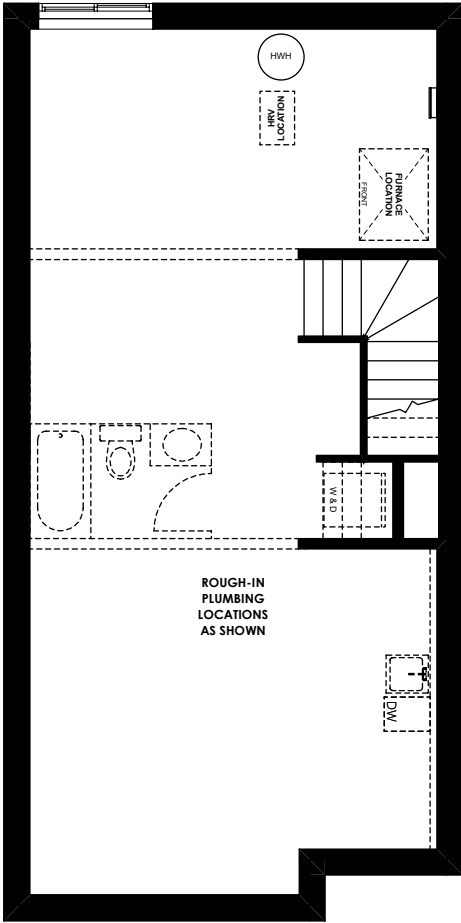 HWH
HRV
LOCATION
FURNACE
LOCATION
FRONT
W & D
ROUGH-IN
PLUMBING
LOCATIONS
AS SHOWN
DW